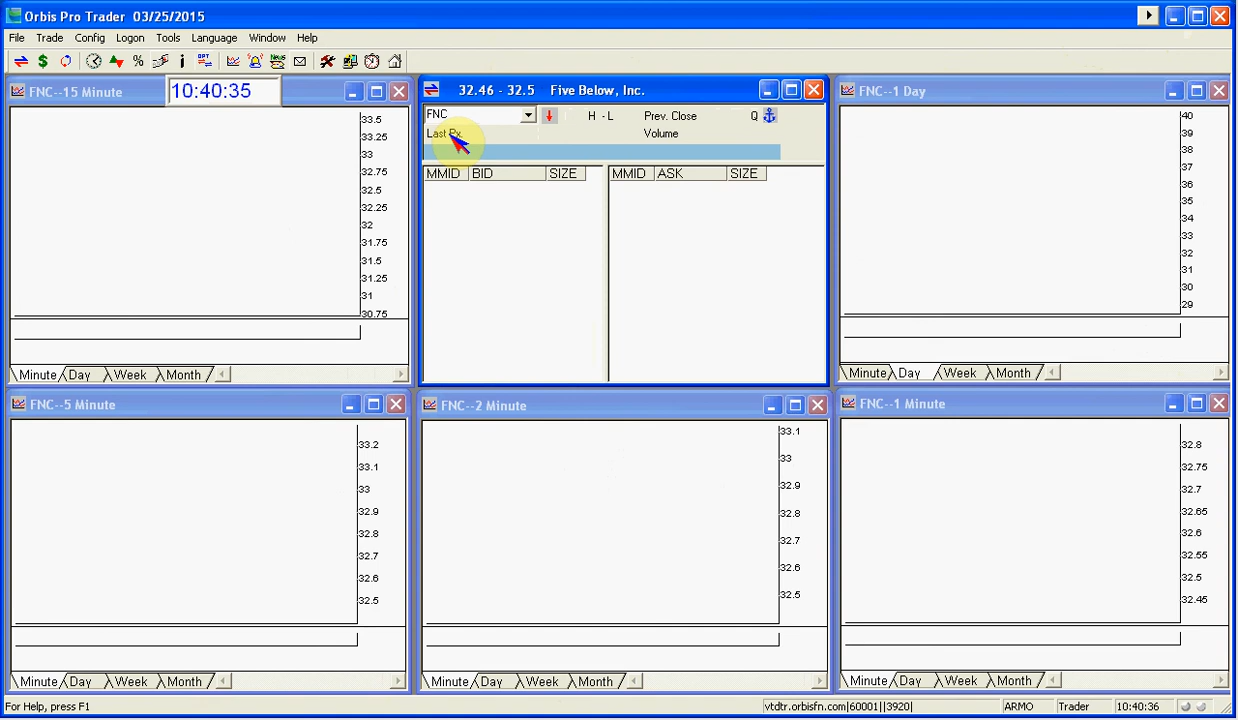 Orbis Pro Trader 03/25/2015
File Trade Config Logon Tools Language Window Help
FNC--15 Minute
10:40:35
33.5
33.25
33
32.75
32.5
32.25
32
31.75
31.5
31.25
31
30.75
Minute Day Week Month
32.46 - 32.5 Five Below, Inc.
FNC H - L Prev. Close Q
Last Px. Volume
MMID BID SIZE MMID ASK SIZE
FNC--1 Day
40
39
38
37
36
35
34
33
32
31
30
29
Minute Day Week Month
FNC--5 Minute
33.2
33.1
33
32.9
32.8
32.7
32.6
32.5
Minute Day Week Month
FNC--2 Minute
33.1
33
32.9
32.8
32.7
32.6
32.5
Minute Day Week Month
FNC--1 Minute
32.8
32.75
32.7
32.65
32.6
32.55
32.5
32.45
Minute Day Week Month
For Help, press F1 vtdtr.orbisfn.com|60001||3920| ARMO Trader 10:40:36